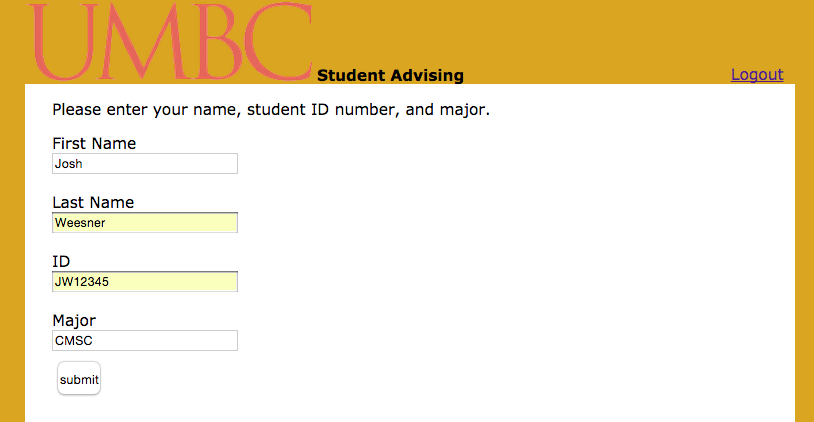 UMBC Student Advising Logout
Please enter your name, student ID number, and major.
First Name
Josh
Last Name
Weesner
ID
JW12345
Major
CMSC
submit